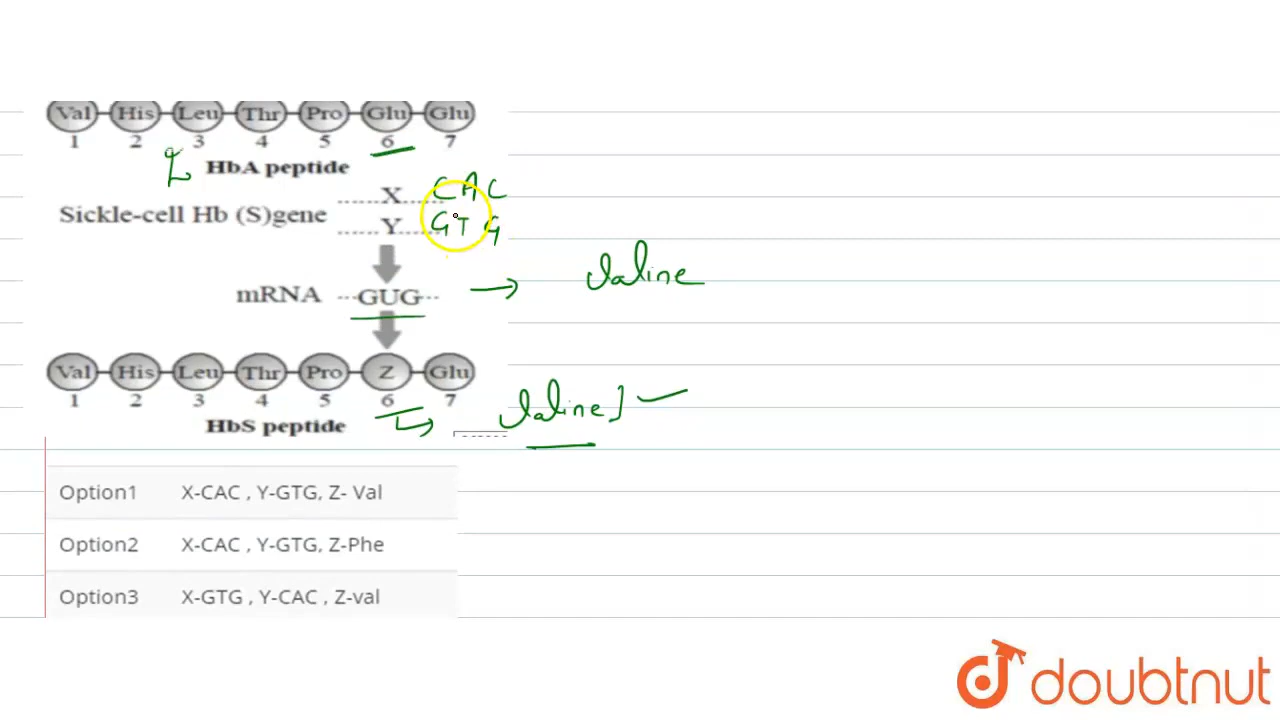 Val His Leu Thr Pro Glu Glu
1 2 3 4 5 6 7
HbA peptide
X CAC
Sickle-cell Hb (S)gene
Y GTG
mRNA GUG → Valine
Val His Leu Thr Pro Z Glu
1 2 3 4 5 6 7
Valine
HbS peptide
Option1 X-CAC , Y-GTG, Z- Val
Option2 X-CAC , Y-GTG, Z-Phe
Option3 X-GTG , Y-CAC , Z-val
doubtnut